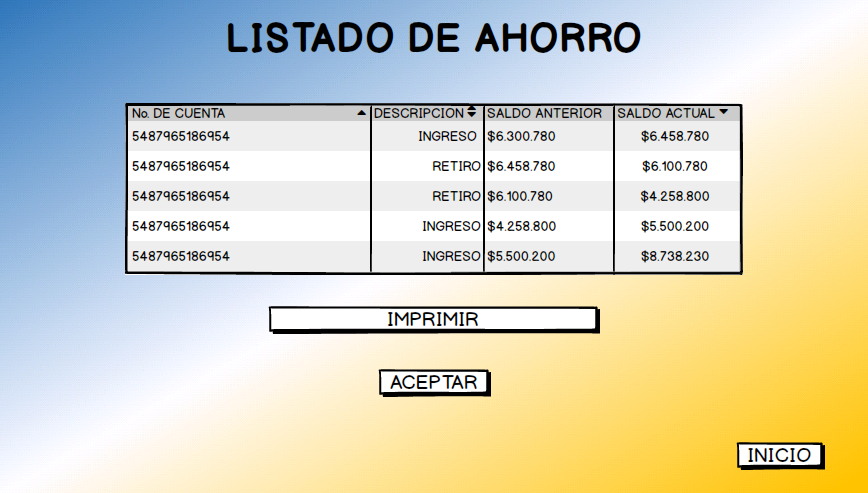 LISTADO DE AHORRO
No. DE CUENTA DESCRIPCION SALDO ANTERIOR SALDO ACTUAL
5487965186954 INGRESO $6.300.780 $6.458.780
5487965186954 RETIRO $6.458.780 $6.100.780
5487965186954 RETIRO $6.100.780 $4.258.800
5487965186954 INGRESO $4.258.800 $5.500.200
5487965186954 INGRESO $5.500.200 $8.738.230
IMPRIMIR
ACEPTAR
INICIO